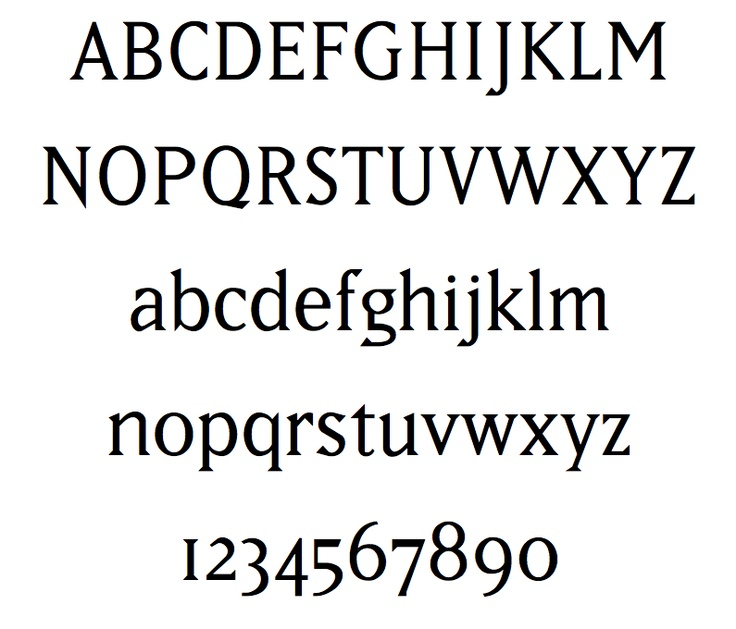 ABCDEFGHIJKLM
NOPQRSTUVWXYZ
abcdefghijklm
nopqrstuvwxyz
1234567890